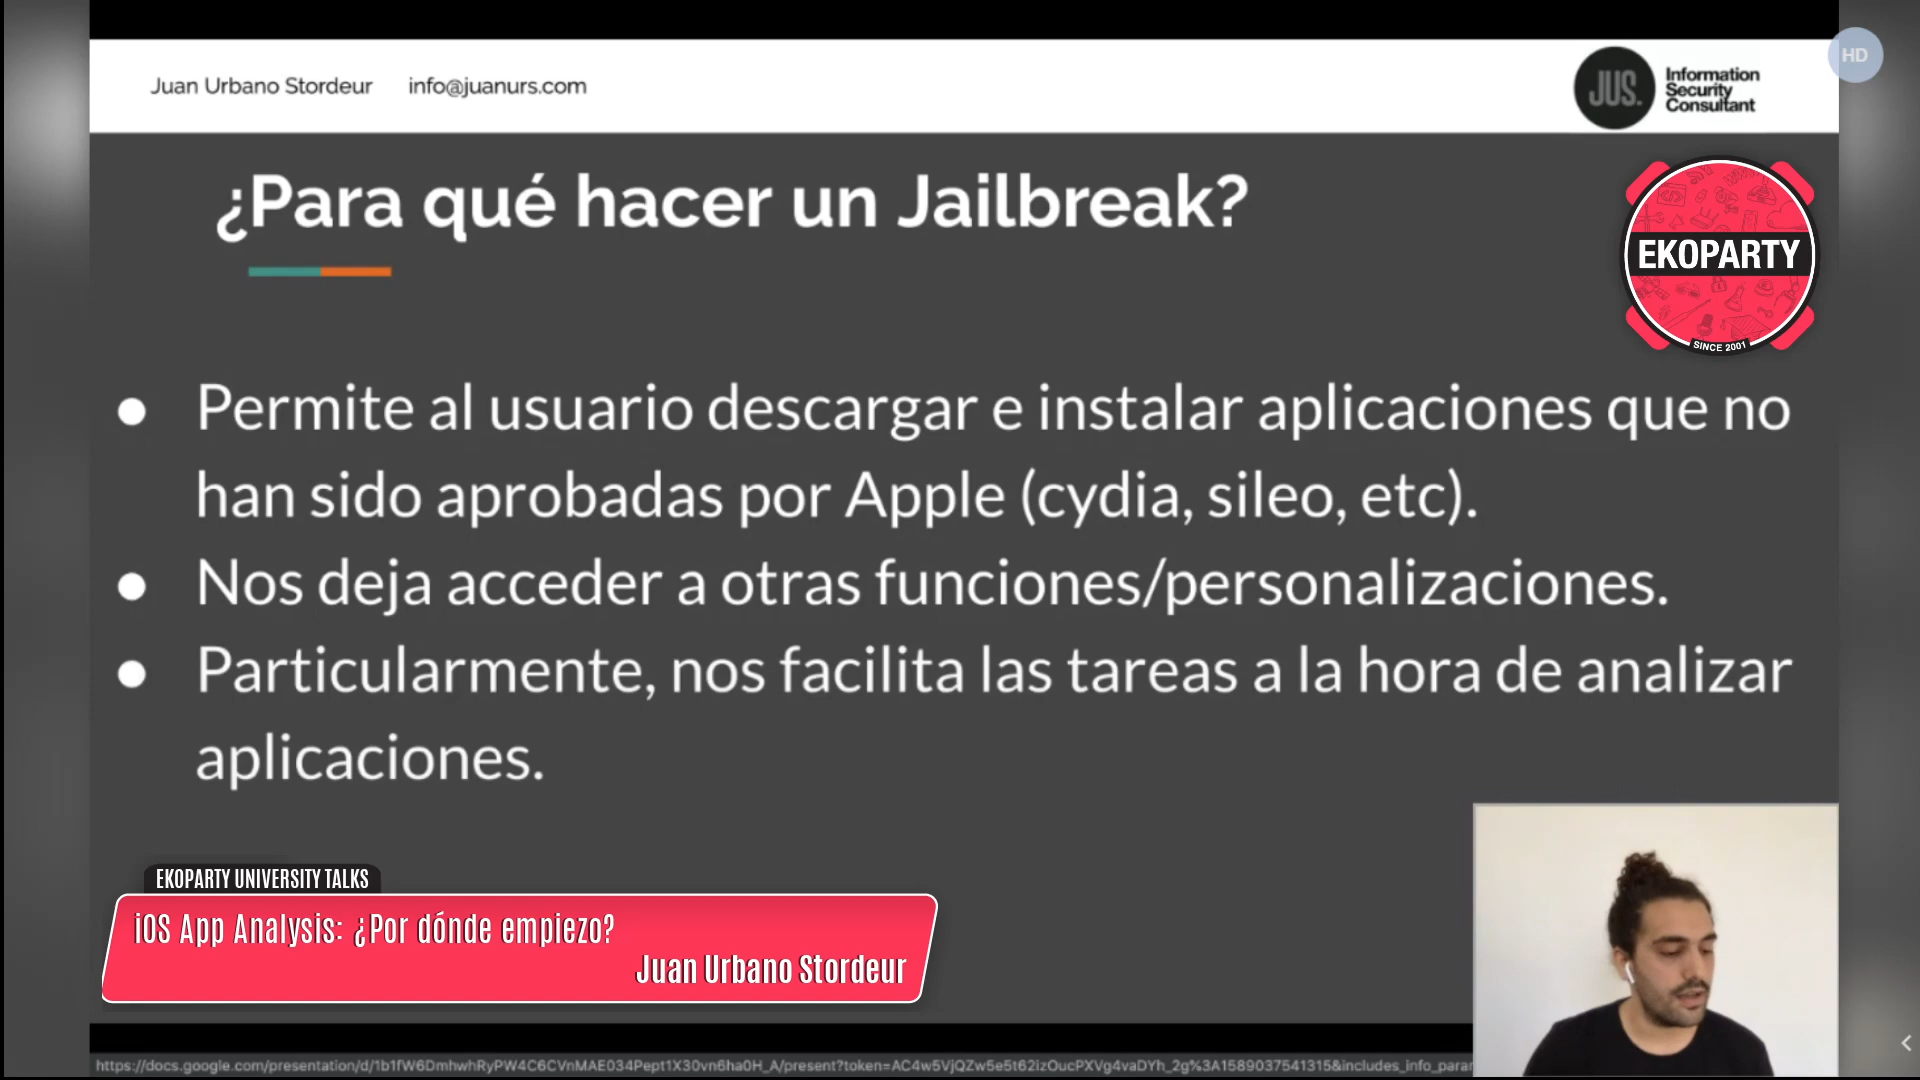 Juan Urbano Stordeur info@juanurs.com
JUS. Information
Security
Consultant
HD
¿Para qué hacer un Jailbreak?
EKOPARTY
SINCE 2001
● Permite al usuario descargar e instalar aplicaciones que no
han sido aprobadas por Apple (cydia, sileo, etc).
● Nos deja acceder a otras funciones/personalizaciones.
● Particularmente, nos facilita las tareas a la hora de analizar
aplicaciones.
EKOPARTY UNIVERSITY TALKS
iOS App Analysis: ¿Por dónde empiezo?
Juan Urbano Stordeur